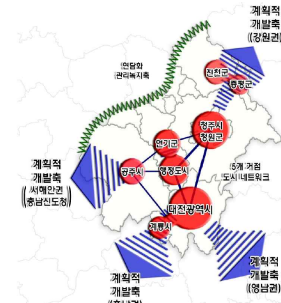 계획적
개발축
(강원권)
연담화
관리녹지축
진천군
증평군
청주시
청원군
연기군
계획적
개발축
(서해안권)
(충남신도청)
공주시
행정도시
5개 거점
도시 네트워크
대전광역시
계룡시
계획적
개발축
계획적
개발축
(영남권)